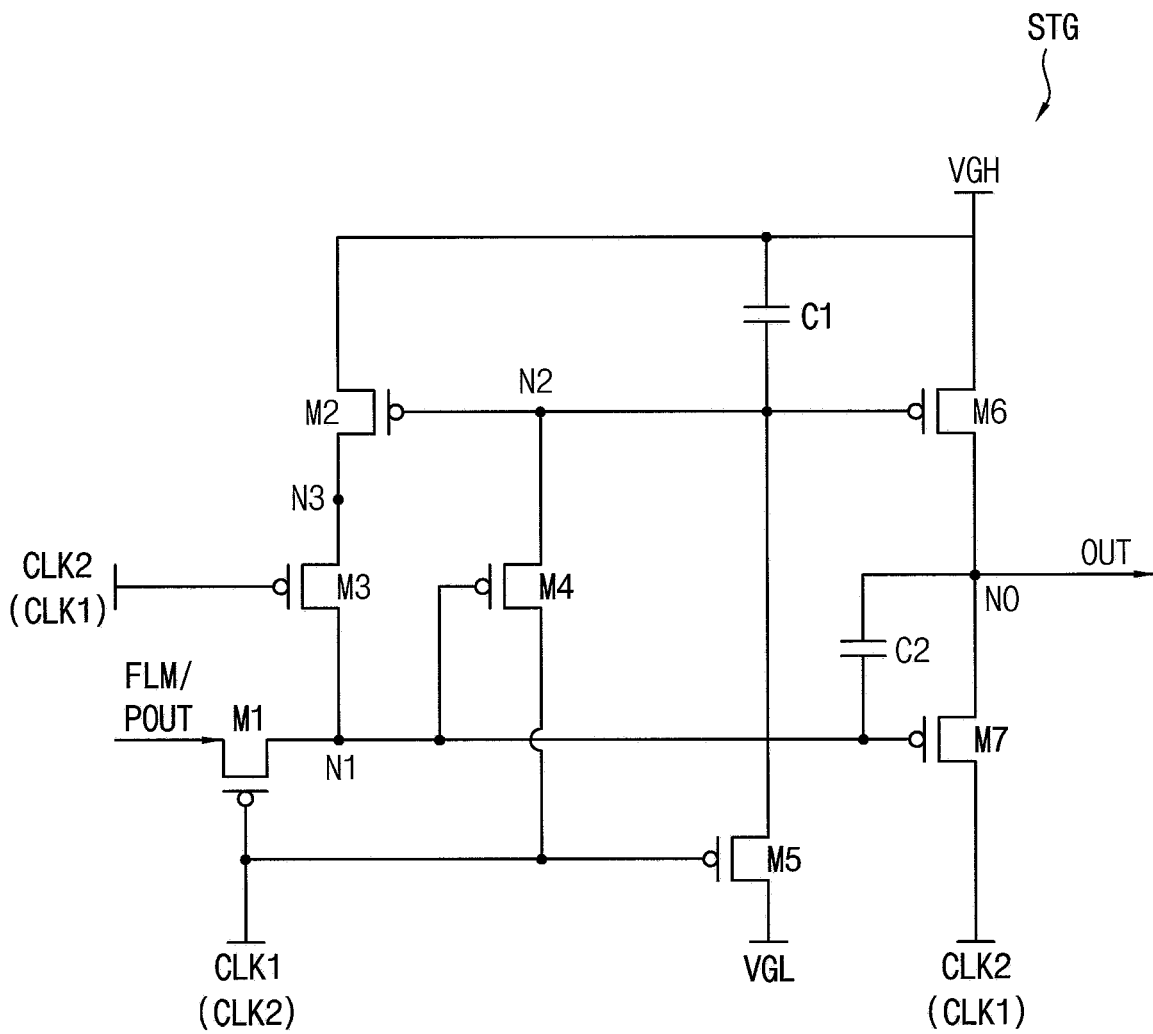 STG
VGH
C1
N2
M2
M6
N3
CLK2
(CLK1)
M3
M4
OUT
NO
C2
FLM/
POUT
M1
N1
M7
M5
CLK1
(CLK2)
VGL
CLK2
(CLK1)